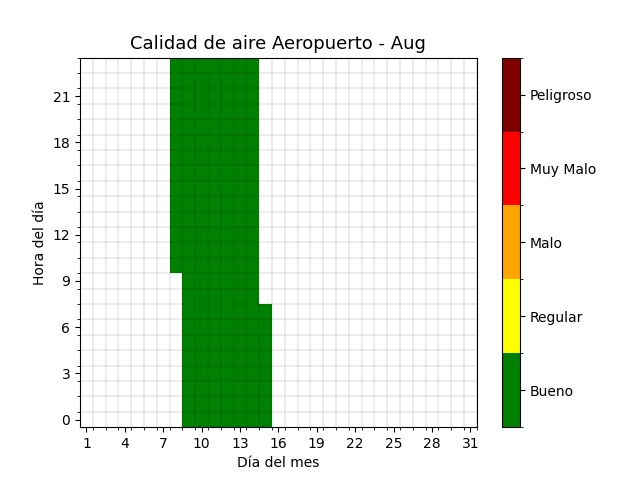 Calidad de aire Aeropuerto - Aug
Hora del día
21
18
15
12
9
6
3
0
1 4 7 10 13 16 19 22 25 28 31
Día del mes
Peligroso
Muy Malo
Malo
Regular
Bueno